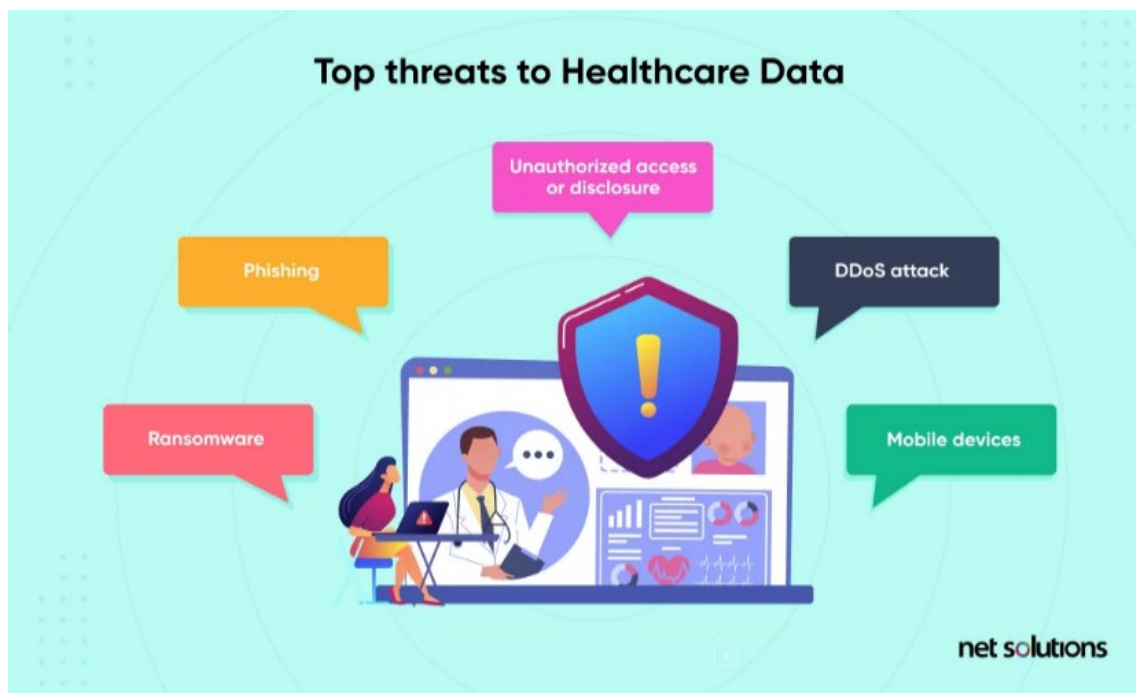 Top threats to Healthcare Data
Unauthorized access
or disclosure
Phishing
DDoS attack
Ransomware
Mobile devices
net solutions